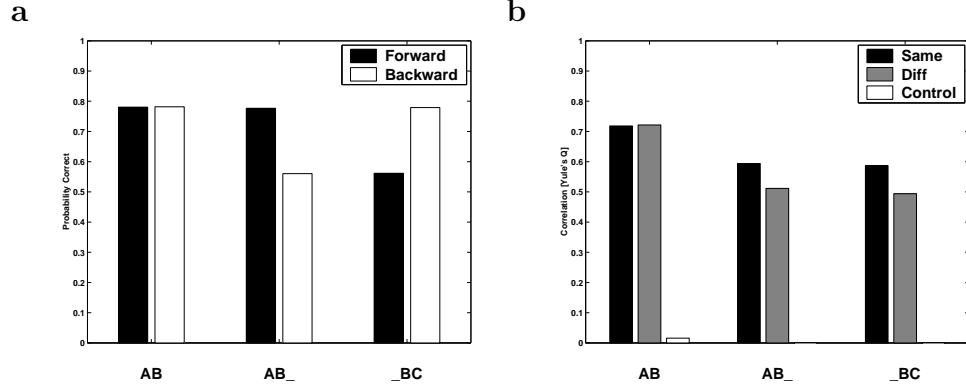 a
Probability Correct
1
0.9
0.8
0.7
0.6
0.5
0.4
0.3
0.2
0.1
0
AB
AB_
_BC
Forward
Backward
b
Correlation [Yule's Q]
1
0.9
0.8
0.7
0.6
0.5
0.4
0.3
0.2
0.1
0
AB
AB_
_BC
Same
Diff
Control